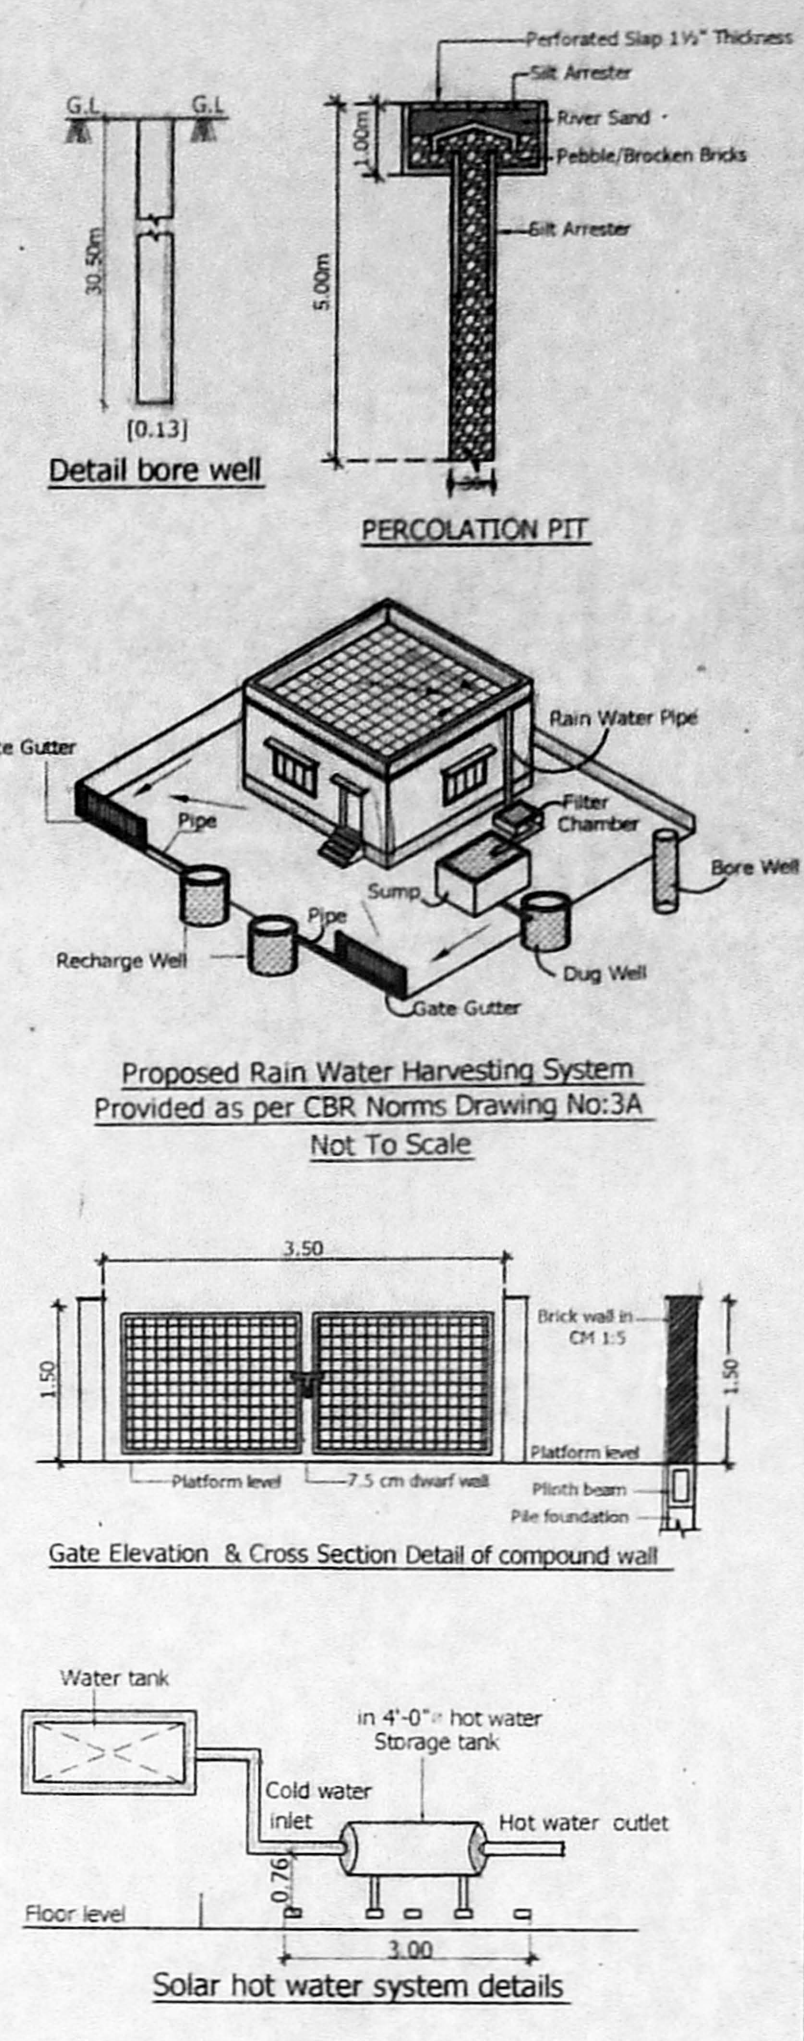 G.L G.L
30.50m
[0.13]
Detail bore well
Perforated Slap 1½" Thickness
Silt Arrester
River Sand
Pebble/Brocken Bricks
Silt Arrester
1.00m
5.00m
PERCOLATION PIT
Gutter
Pipe
Rain Water Pipe
Filter
Chamber
Bore Well
Sump
Pipe
Recharge Well
Dug Well
Gate Gutter
Proposed Rain Water Harvesting System
Provided as per CBR Norms Drawing No:3A
Not To Scale
3.50
1.50
Brick wall in
CM 1:5
1.50
Platform level
Platform level
7.5 cm dwarf wall
Plinth beam
Pile foundation
Gate Elevation & Cross Section Detail of compound wall
Water tank
in 4'-0" hot water
Storage tank
Cold water
inlet
Hot water outlet
0.76
Floor level
3.00
Solar hot water system details